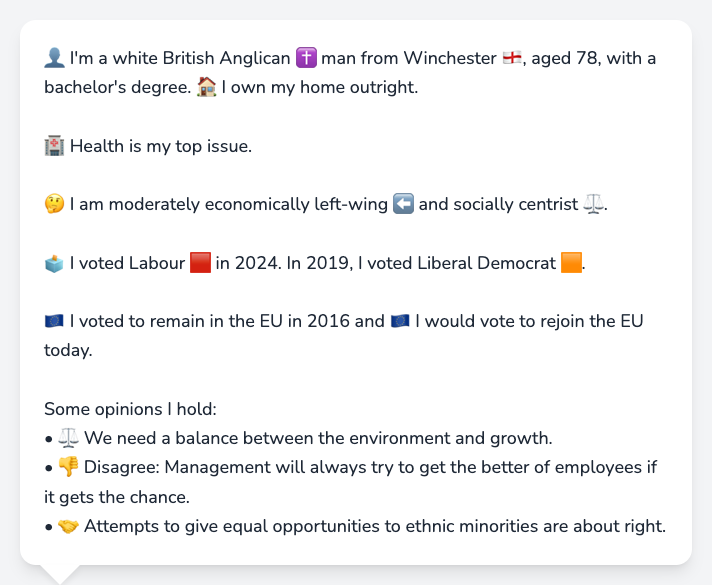 👤 I'm a white British Anglican ✝️ man from Winchester 🏴󠁧󠁢󠁥󠁮󠁧󠁿, aged 78, with a
bachelor's degree. 🏠 I own my home outright.
🏥 Health is my top issue.
🤔 I am moderately economically left-wing ⬅️ and socially centrist ⚖️.
🗳️ I voted Labour 🟥 in 2024. In 2019, I voted Liberal Democrat 🟧.
🇪🇺 I voted to remain in the EU in 2016 and 🇪🇺 I would vote to rejoin the EU
today.
Some opinions I hold:
• ⚖️ We need a balance between the environment and growth.
• 👎 Disagree: Management will always try to get the better of employees if
it gets the chance.
• 🤝 Attempts to give equal opportunities to ethnic minorities are about right.